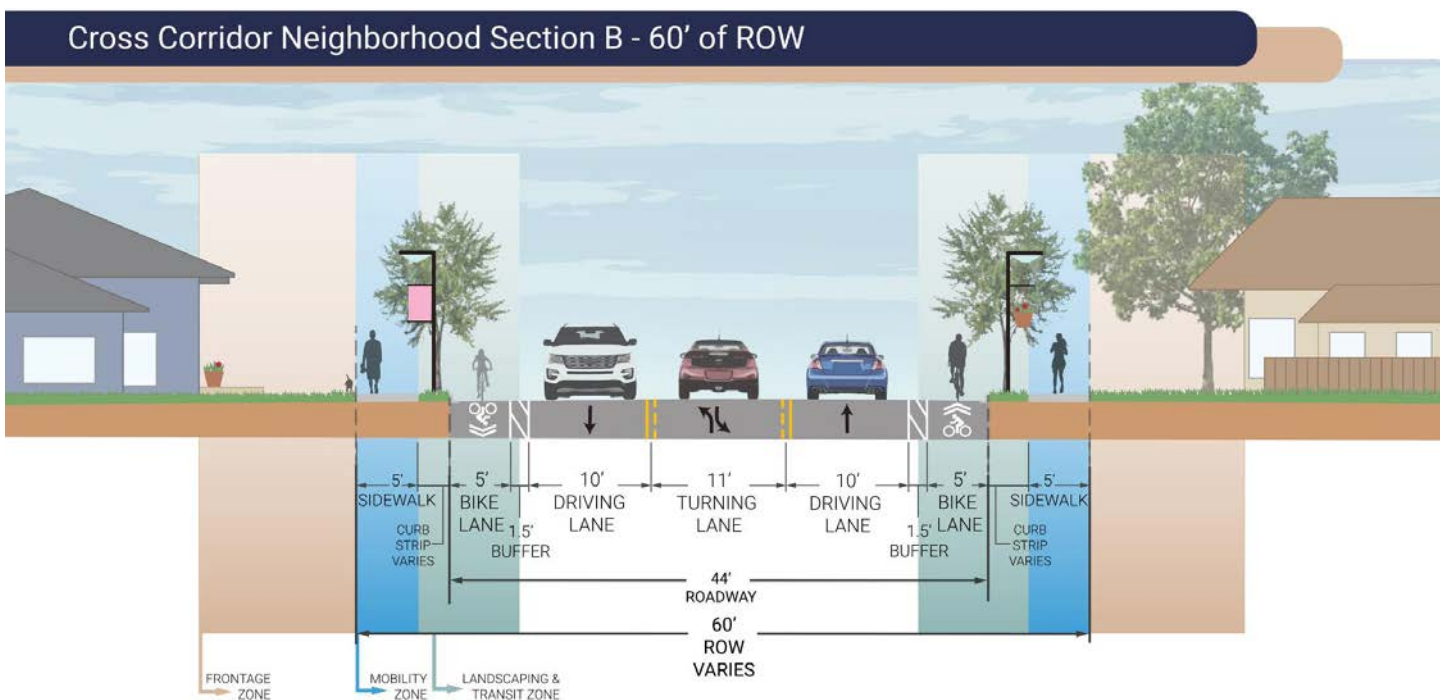 Cross Corridor Neighborhood Section B - 60' of ROW
5'
SIDEWALK
CURB
STRIP
VARIES
5'
BIKE
LANE
1.5'
BUFFER
10'
DRIVING
LANE
11'
TURNING
LANE
10'
DRIVING
LANE
1.5'
BUFFER
5'
BIKE
LANE
CURB
STRIP
VARIES
5'
SIDEWALK
44'
ROADWAY
60'
ROW
VARIES
FRONTAGE
ZONE
MOBILITY
ZONE
LANDSCAPING &
TRANSIT ZONE